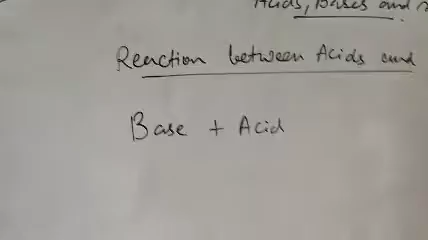 Acids, Bases and
Reaction between Acids and
Base + Acid